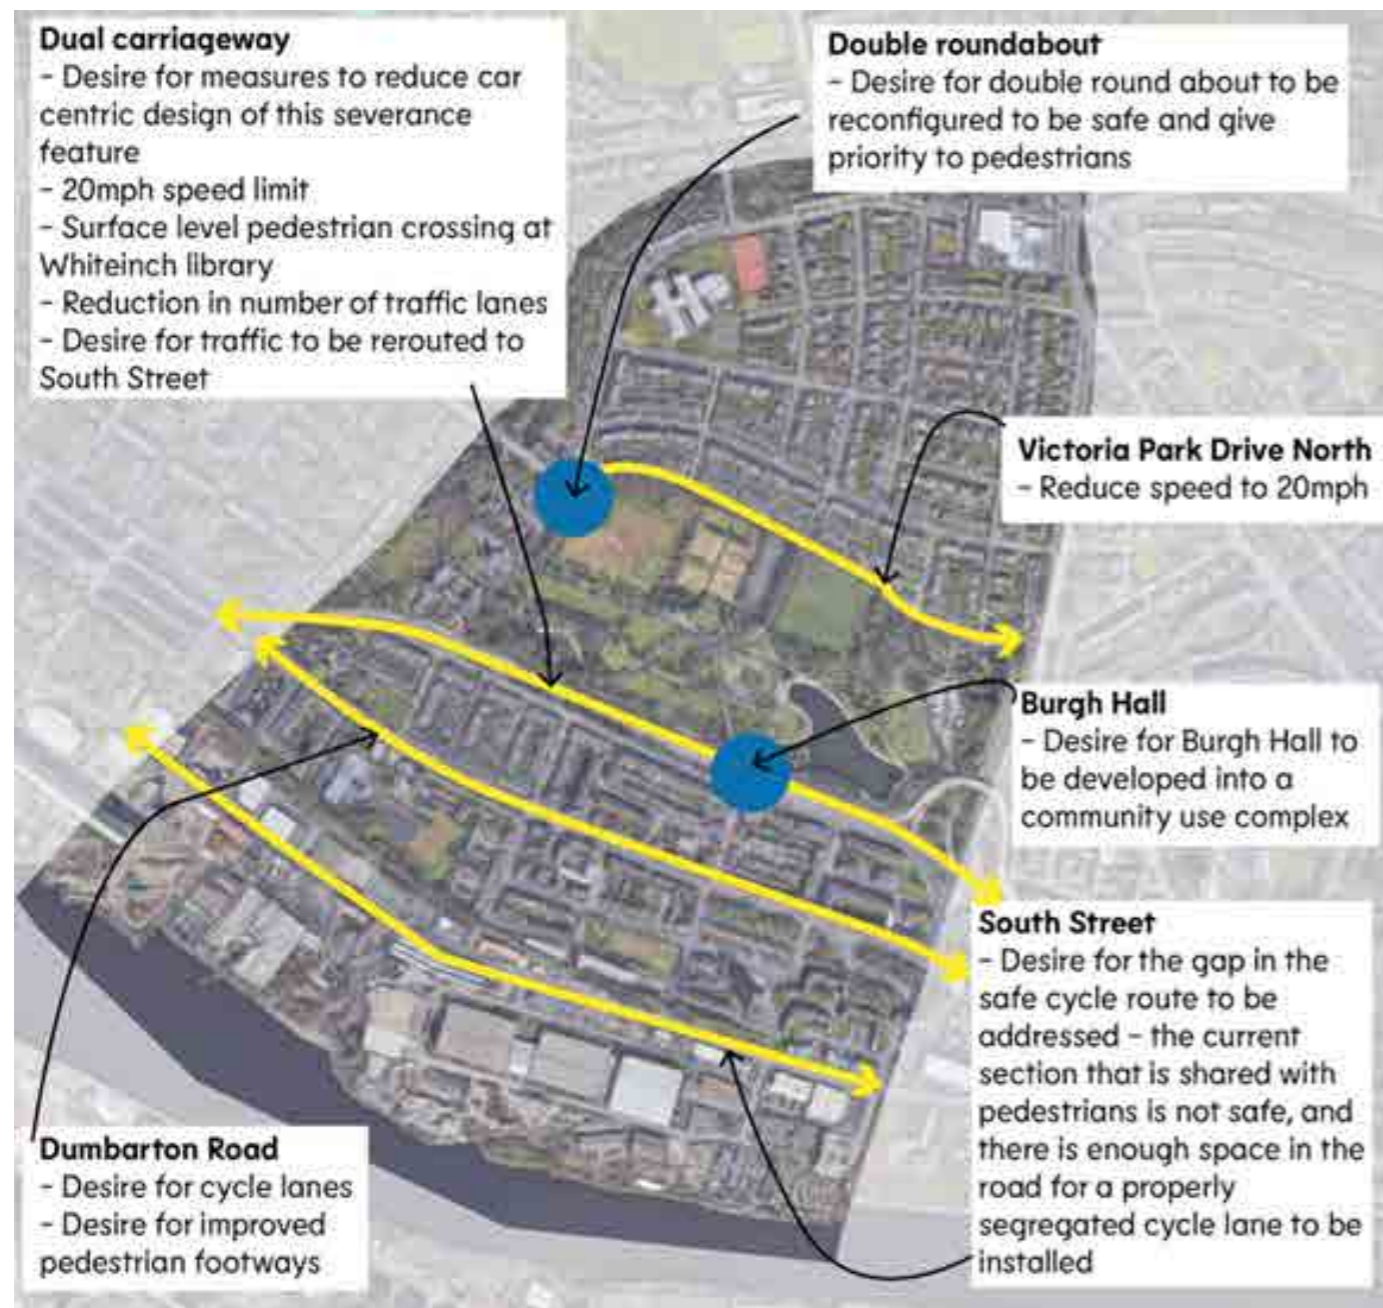 Dual carriageway
– Desire for measures to reduce car
centric design of this severance
feature
– 20mph speed limit
– Surface level pedestrian crossing at
Whiteinch library
– Reduction in number of traffic lanes
– Desire for traffic to be rerouted to
South Street
Double roundabout
– Desire for double round about to be
reconfigured to be safe and give
priority to pedestrians
Victoria Park Drive North
– Reduce speed to 20mph
Burgh Hall
– Desire for Burgh Hall to
be developed into a
community use complex
South Street
– Desire for the gap in the
safe cycle route to be
addressed – the current
section that is shared with
pedestrians is not safe, and
there is enough space in the
road for a properly
segregated cycle lane to be
installed
Dumbarton Road
– Desire for cycle lanes
– Desire for improved
pedestrian footways